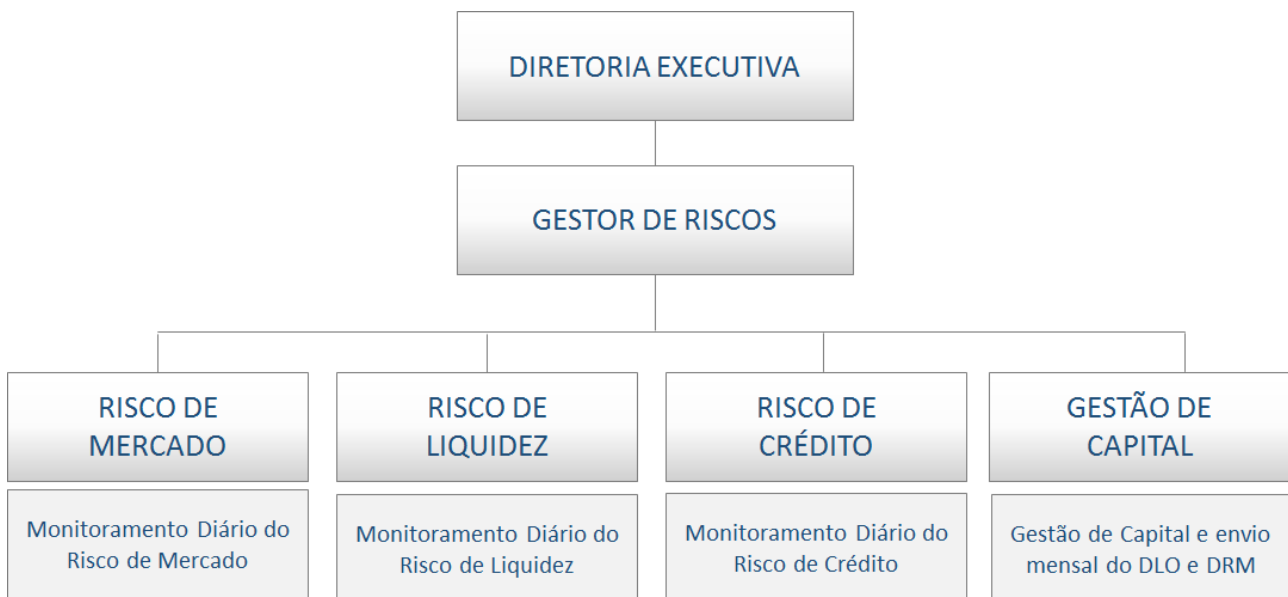 DIRETORIA EXECUTIVA
GESTOR DE RISCOS
RISCO DE
MERCADO
RISCO DE
LIQUIDEZ
RISCO DE
CRÉDITO
GESTÃO DE
CAPITAL
Monitoramento Diário do
Risco de Mercado
Monitoramento Diário do
Risco de Liquidez
Monitoramento Diário do
Risco de Crédito
Gestão de Capital e envio
mensal do DLO e DRM